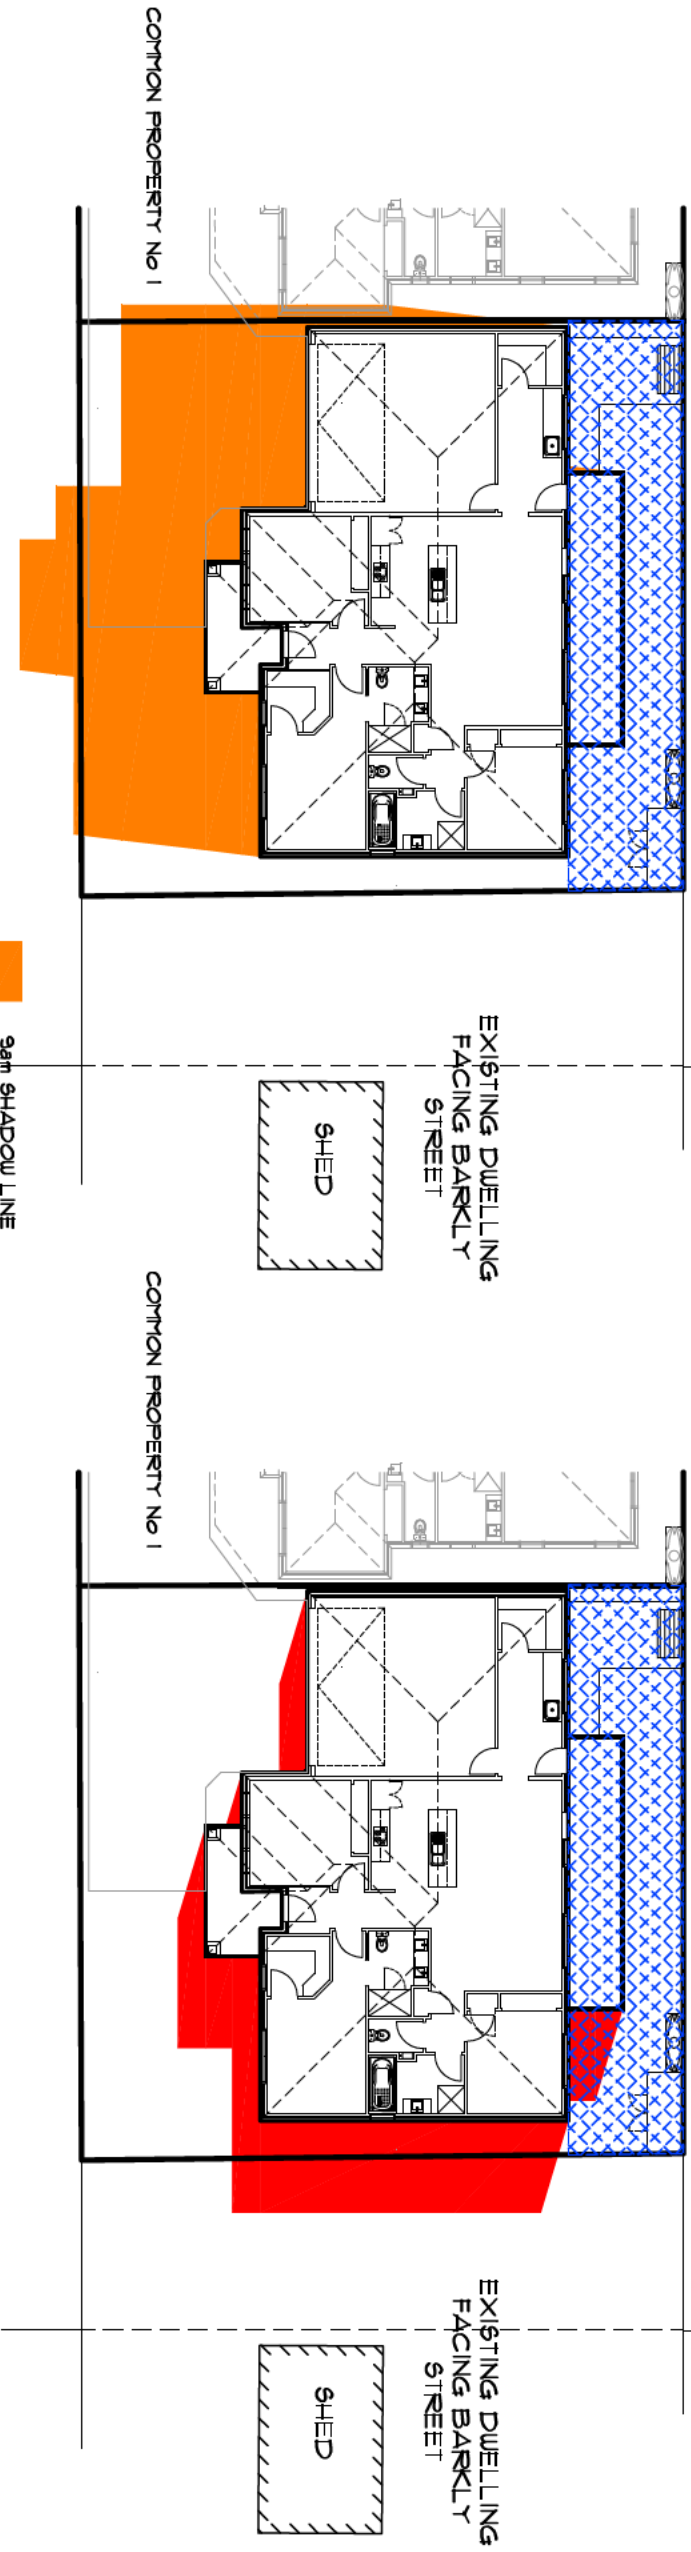 COMMON PROPERTY No 1
EXISTING DWELLING
FACING BARKLY
STREET
SHED
9am SHADOW LINE
COMMON PROPERTY No 1
EXISTING DWELLING
FACING BARKLY
STREET
SHED